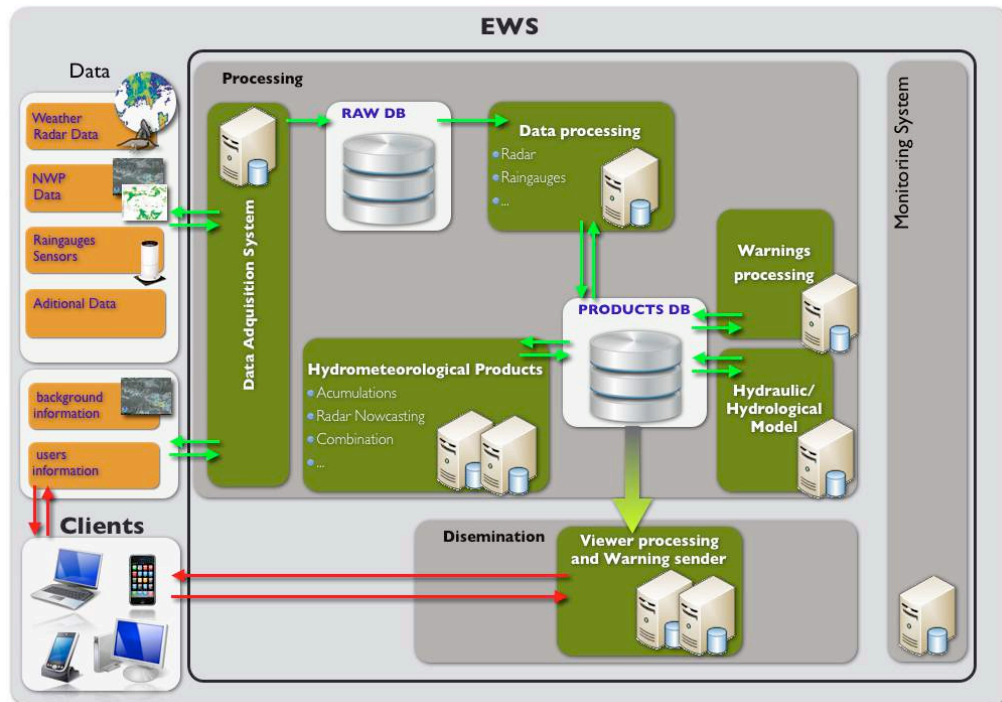 EWS
Data
Weather
Radar Data
NWP
Data
Raingauges
Sensors
Aditional Data
background
information
users
information
Clients
Processing
Data Adquisition System
RAW DB
Data processing
Radar
Raingauges
...
PRODUCTS DB
Warnings
processing
Hydrometeorological Products
Acumulations
Radar Nowcasting
Combination
...
Hydraulic/
Hydrological
Model
Disemination
Viewer processing
and Warning sender
Monitoring System